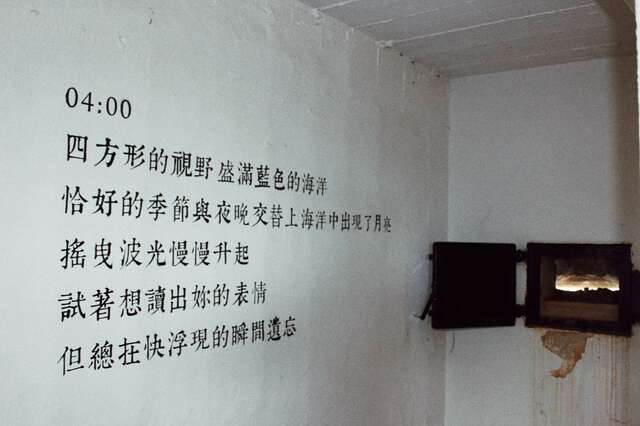 04:00
四方形的視野盛滿藍色的海洋
恰好的季節與夜晚交替上海洋中出現了月亮
搖曳波光慢慢升起
試著想讀出妳的表情
但總在快浮現的瞬間遺忘